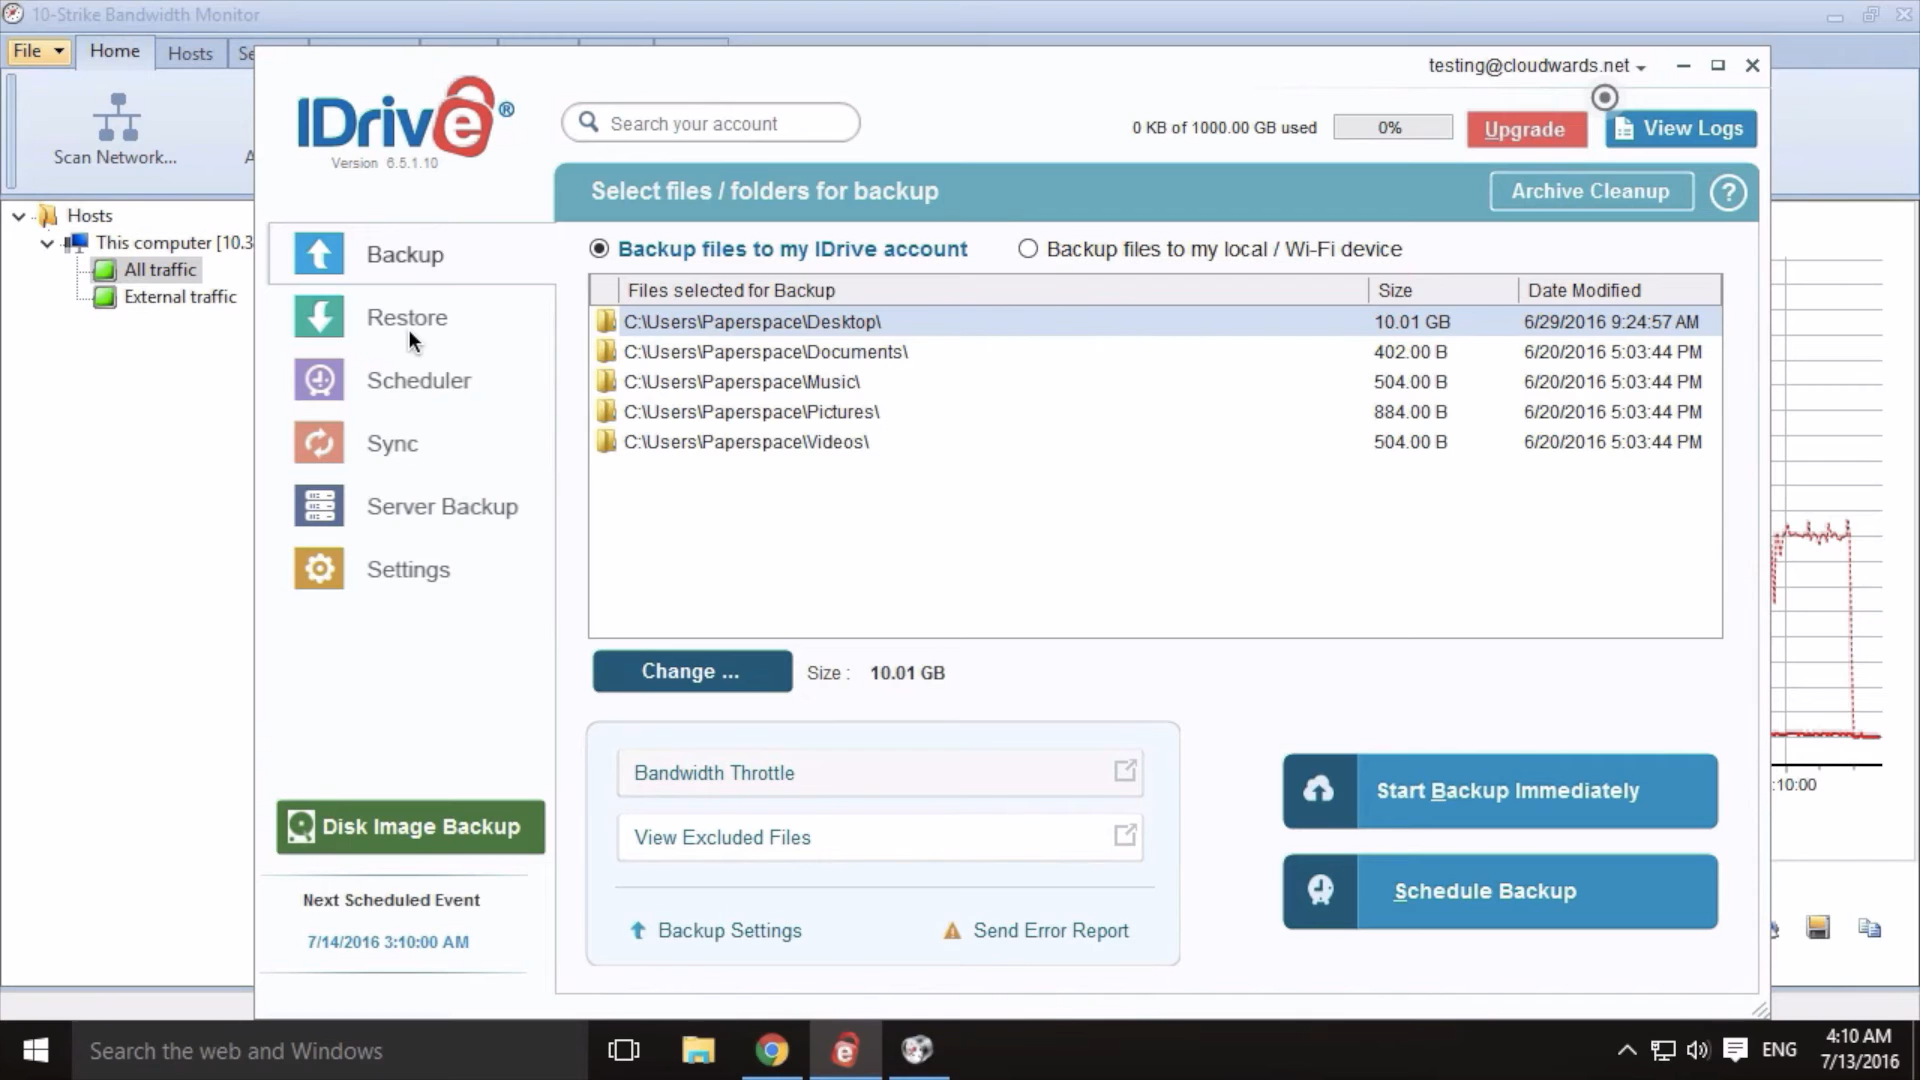 10-Strike Bandwidth Monitor
File
Home
Hosts
Se
Scan Network...
A
Hosts
This computer [10.3
All traffic
External traffic
testing@cloudwards.net
IDrive®
Version 6.5.1.10
Search your account
0 KB of 1000.00 GB used
0%
Upgrade
View Logs
Select files / folders for backup
Archive Cleanup
?
Backup
Restore
Scheduler
Sync
Server Backup
Settings
Backup files to my IDrive account
Backup files to my local / Wi-Fi device
Files selected for Backup Size Date Modified
C:\Users\Paperspace\Desktop\ 10.01 GB 6/29/2016 9:24:57 AM
C:\Users\Paperspace\Documents\ 402.00 B 6/20/2016 5:03:44 PM
C:\Users\Paperspace\Music\ 504.00 B 6/20/2016 5:03:44 PM
C:\Users\Paperspace\Pictures\ 884.00 B 6/20/2016 5:03:44 PM
C:\Users\Paperspace\Videos\ 504.00 B 6/20/2016 5:03:44 PM
Change ...
Size : 10.01 GB
Bandwidth Throttle
View Excluded Files
Backup Settings
Send Error Report
Start Backup Immediately
Schedule Backup
Disk Image Backup
Next Scheduled Event
7/14/2016 3:10:00 AM
:10:00
Search the web and Windows
ENG
4:10 AM
7/13/2016